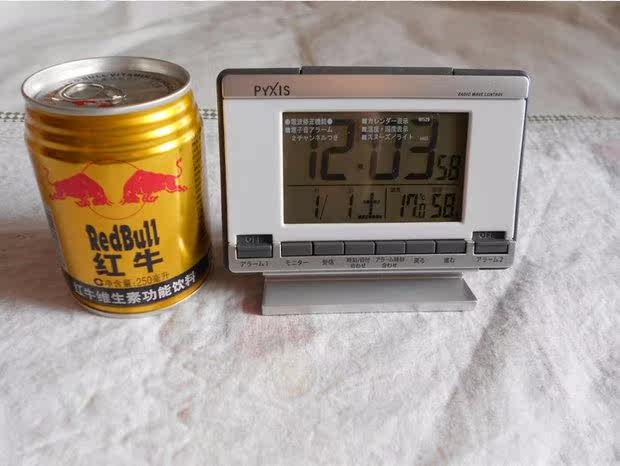 RedBull
红牛
净含量:250毫升
红牛维生素功能饮料
PYXIS
RADIO WAVE CONTROL
●電波修正機能●
■電子音アラーム
2チャンネルつき
■カレンダー表示
■温度・湿度表示
■スヌーズ/ライト
12:03 58
1/1 土
17.0 ℃ 58
OFF
OFF
アラーム1
モニター
受信
時刻/日付合わせ
アラーム時刻合わせ
戻る
進む
アラーム2